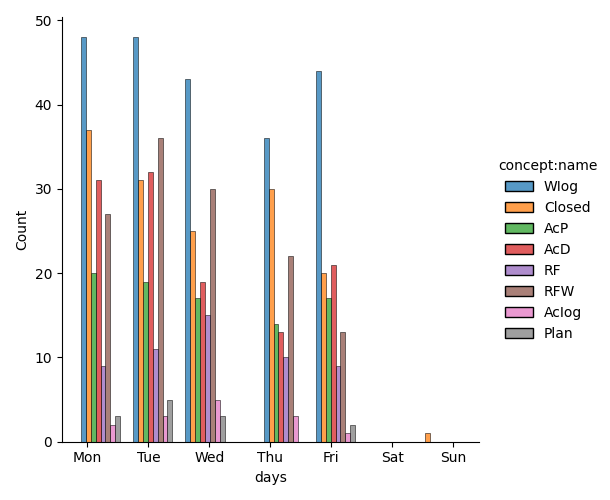 50
40
30
20
10
0
Count
Mon Tue Wed Thu Fri Sat Sun
days
concept:name
Wlog
Closed
AcP
AcD
RF
RFW
Aclog
Plan